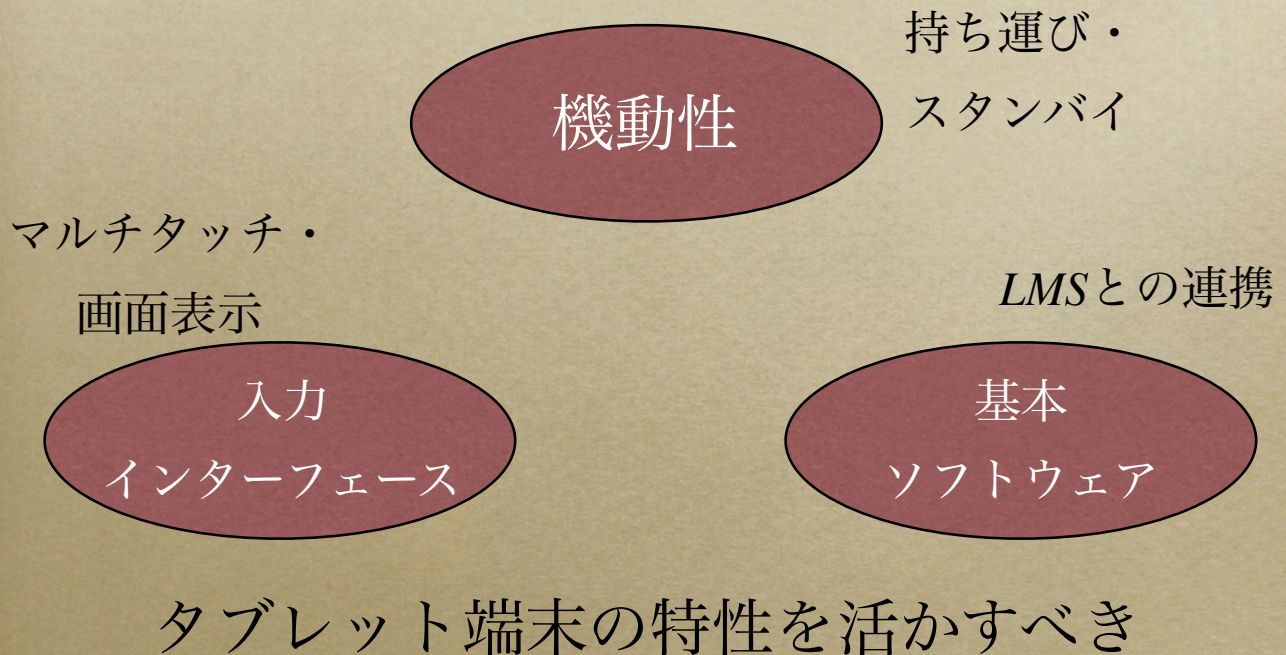 機動性
持ち運び・
スタンバイ
マルチタッチ・
画面表示
入力
インターフェース
LMSとの連携
基本
ソフトウェア
タブレット端末の特性を活かすべき